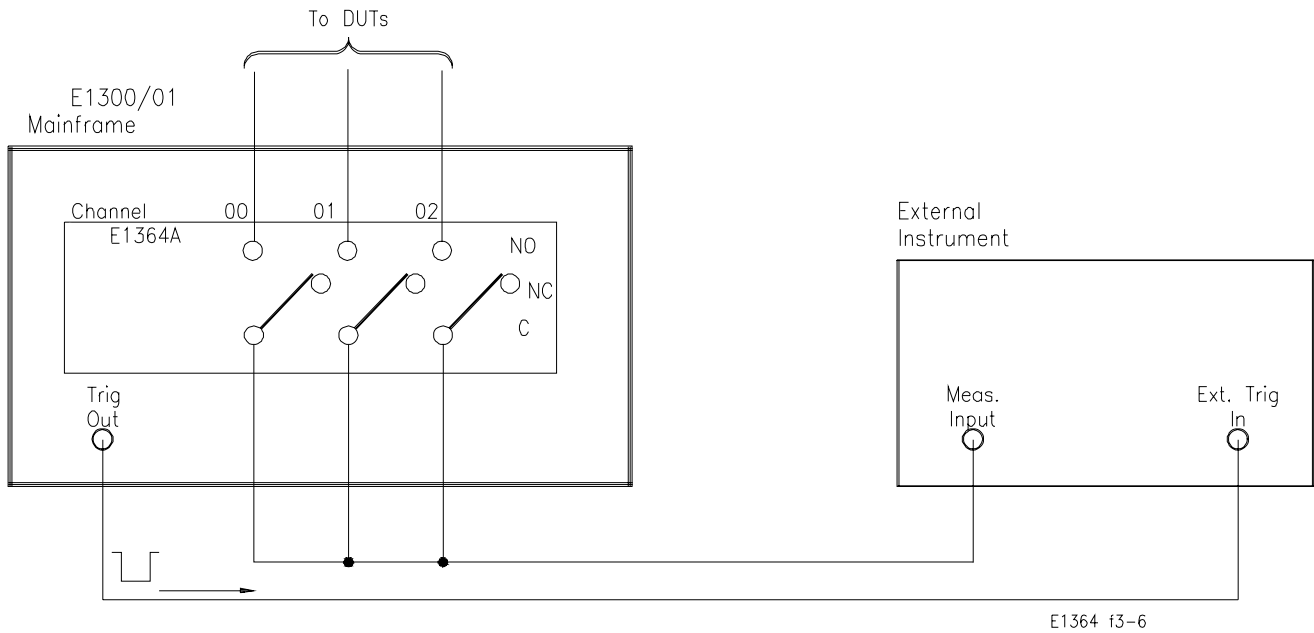 To DUTs
E1300/01
Mainframe
Channel 00 01 02
E1364A
NO
NC
C
Trig
Out
External
Instrument
Meas.
Input
Ext. Trig
In
E1364 f3-6